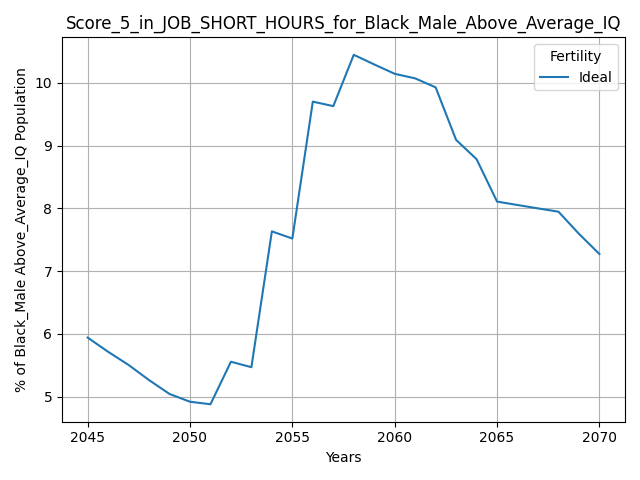 Score_5_in_JOB_SHORT_HOURS_for_Black_Male_Above_Average_IQ
% of Black_Male Above_Average_IQ Population
10
9
8
7
6
5
Fertility
Ideal
2045
2050
2055
2060
2065
2070
Years